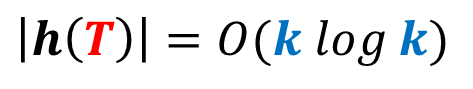 |h(T)| = O(k log k)